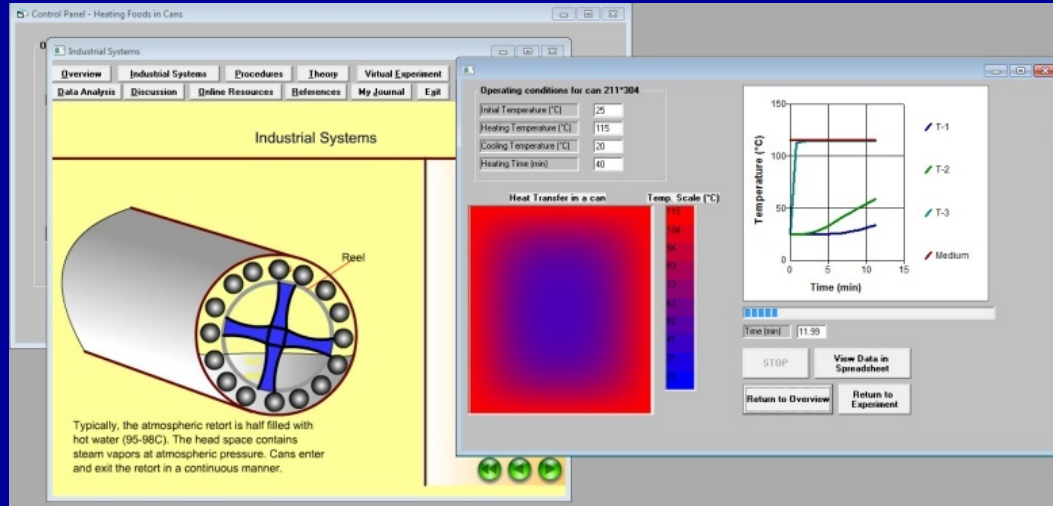 Control Panel - Heating Foods in Cans
Industrial Systems
Overview Industrial Systems Procedures Theory Virtual Experiment
Data Analysis Discussion Online Resources References My Journal Exit
Industrial Systems
Reel
Typically, the atmospheric retort is half filled with
hot water (95-98C). The head space contains
steam vapors at atmospheric pressure. Cans enter
and exit the retort in a continuous manner.
Operating conditions for can 211*304
Initial Temperature (°C) 25
Heating Temperature (°C) 115
Cooling Temperature (°C) 20
Heating Time (min) 40
Heat Transfer in a can
Temp. Scale (°C)
115
104
94
Temperature (°C)
150
100
50
0
0 5 10 15
Time (min)
T-1
T-2
T-3
Medium
Time (min) 11.99
STOP
View Data in
Spreadsheet
Return to Overview
Return to
Experiment